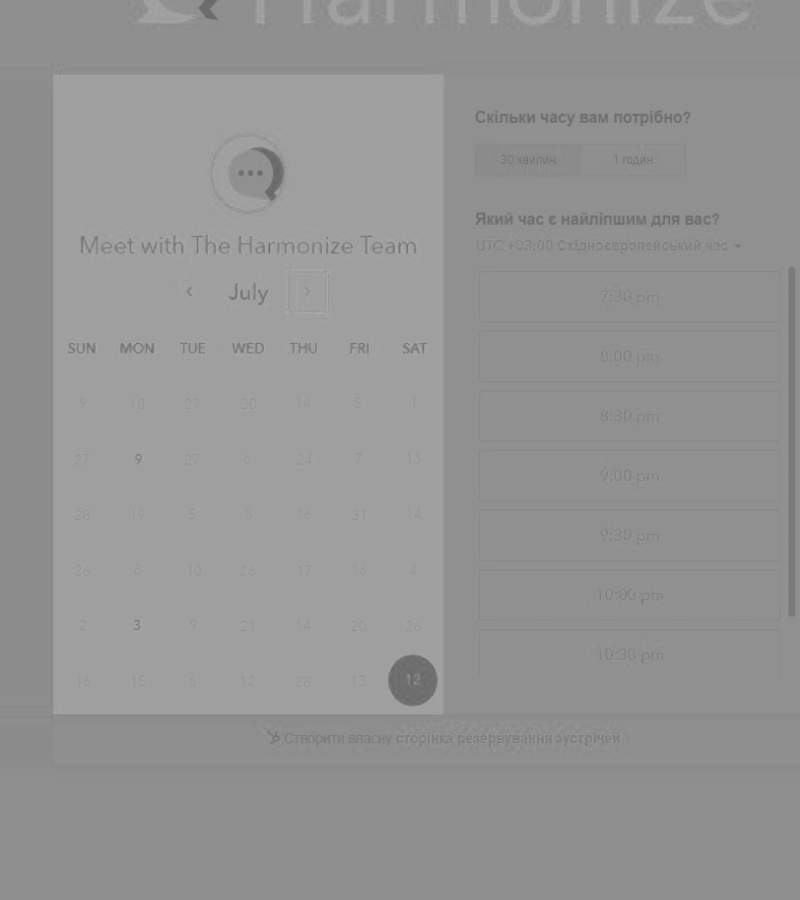 Harmonize
Meet with The Harmonize Team
July
SUN MON TUE WED THU FRI SAT
9 18 27 30 14 5 1
27 9 27 6 24 7 13
28 19 5 8 16 31 14
26 8 10 26 17 16 4
2 3 9 21 14 20 26
16 15 6 12 28 13 12
Скільки часу вам потрібно?
30 хвилин 1 годин
Який час є найліпшим для вас?
UTC +03:00 Східноєвропейський час
7:30 pm
8:00 pm
8:30 pm
9:00 pm
9:30 pm
10:00 pm
10:30 pm
Створити власну сторінка резервування зустрічей